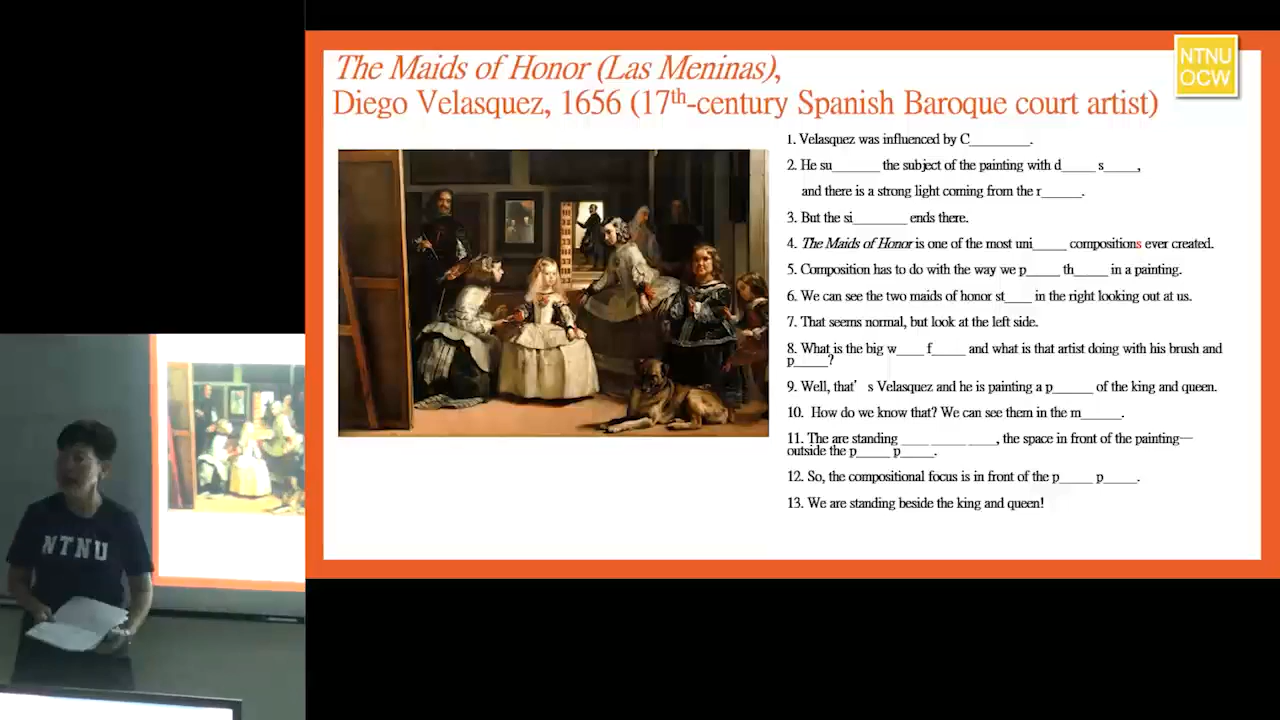 The Maids of Honor (Las Meninas),
Diego Velasquez, 1656 (17th-century Spanish Baroque court artist)
NTNU
OCW
1. Velasquez was influenced by C________.
2. He su_______ the subject of the painting with d_____ s_____,
and there is a strong light coming from the r______.
3. But the si________ ends there.
4. The Maids of Honor is one of the most uni_____ compositions ever created.
5. Composition has to do with the way we p_____ th_____ in a painting.
6. We can see the two maids of honor st____ in the right looking out at us.
7. That seems normal, but look at the left side.
8. What is the big w____ f_____ and what is that artist doing with his brush and
p_____?
9. Well, that's Velasquez and he is painting a p______ of the king and queen.
10. How do we know that? We can see them in the m______.
11. The are standing ____ _____ ____, the space in front of the painting—
outside the p_____ p_____.
12. So, the compositional focus is in front of the p_____ p_____.
13. We are standing beside the king and queen!
NTNU